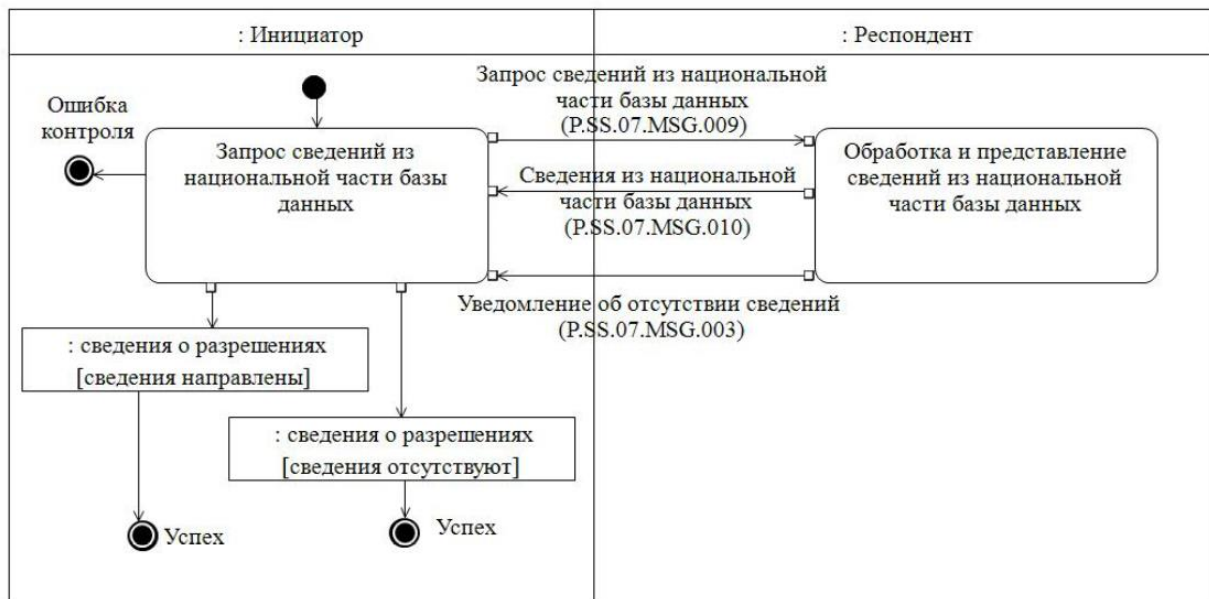 : Инициатор
: Респондент
Ошибка
контроля
Запрос сведений из
национальной части базы
данных
Запрос сведений из национальной
части базы данных
(P.SS.07.MSG.009)
Сведения из национальной
части базы данных
(P.SS.07.MSG.010)
Уведомление об отсутствии сведений
(P.SS.07.MSG.003)
Обработка и представление
сведений из национальной
части базы данных
: сведения о разрешениях
[сведения направлены]
: сведения о разрешениях
[сведения отсутствуют]
Успех
Успех